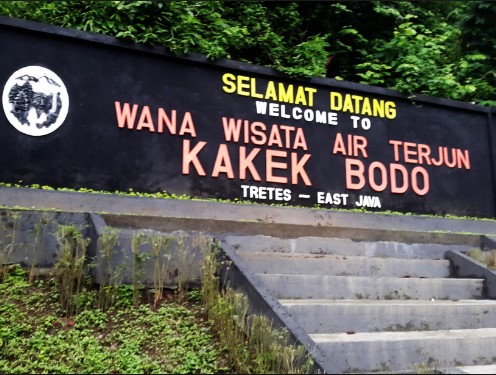 SELAMAT DATANG
WELCOME TO
WANA WISATA AIR TERJUN
KAKEK BODO
TRETES – EAST JAVA